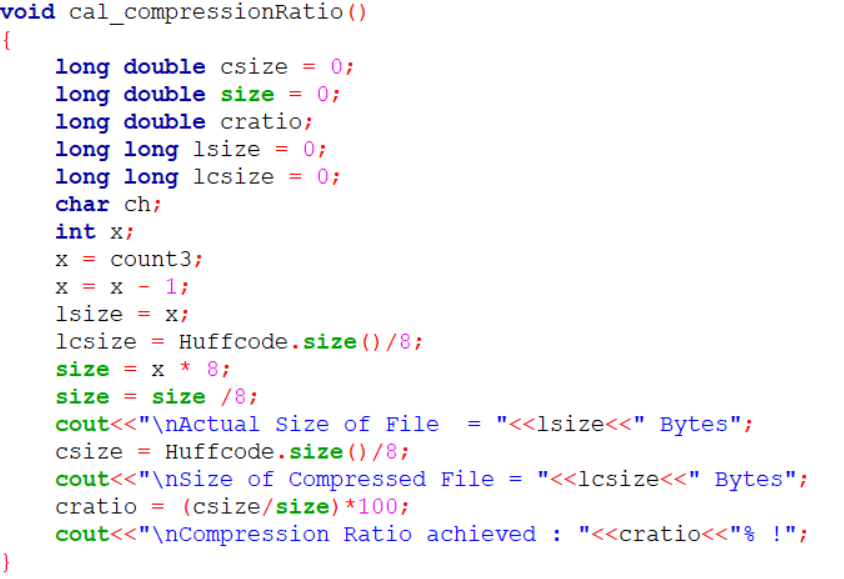 void cal_compressionRatio()
{
    long double csize = 0;
    long double size = 0;
    long double cratio;
    long long lsize = 0;
    long long lcsize = 0;
    char ch;
    int x;
    x = count3;
    x = x - 1;
    lsize = x;
    lcsize = Huffcode.size()/8;
    size = x * 8;
    size = size /8;
    cout<<"\nActual Size of File  = "<<lsize<<" Bytes";
    csize = Huffcode.size()/8;
    cout<<"\nSize of Compressed File = "<<lcsize<<" Bytes";
    cratio = (csize/size)*100;
    cout<<"\nCompression Ratio achieved : "<<cratio<<"% !";
}